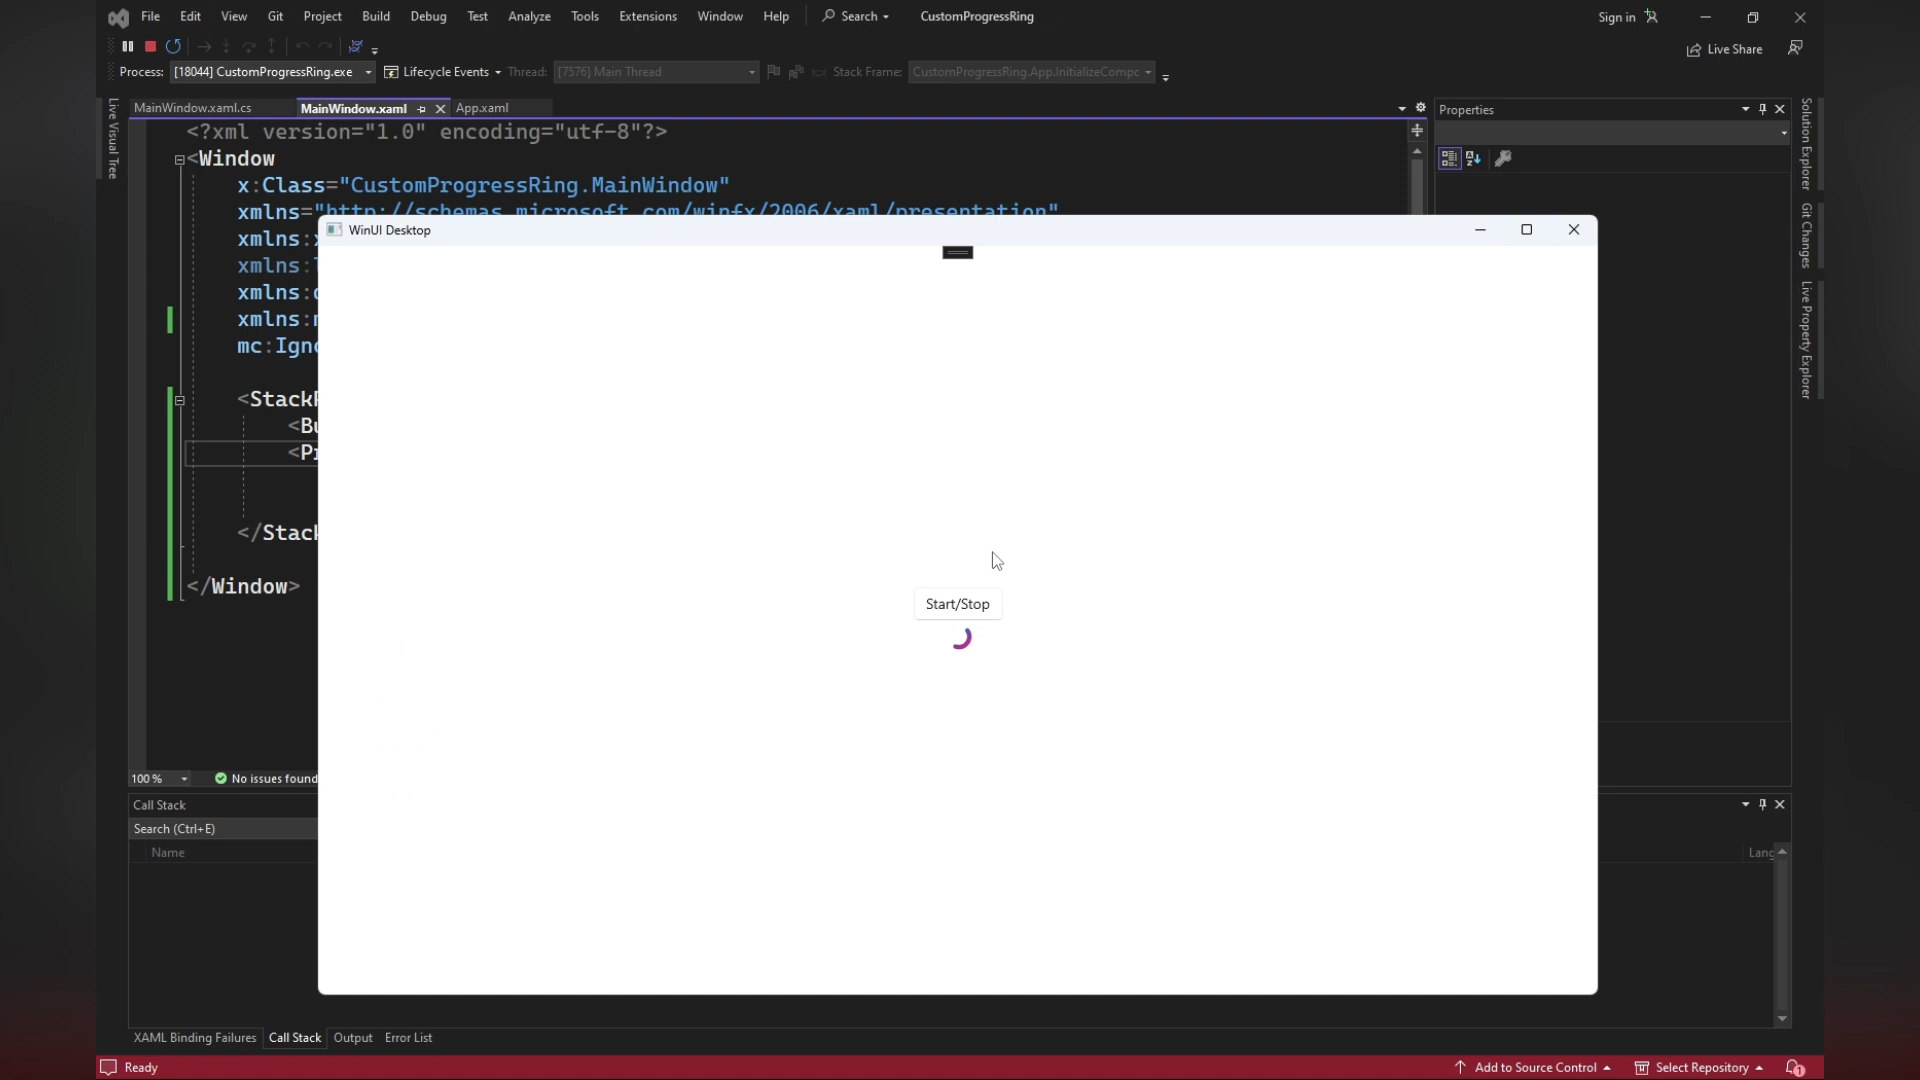 File Edit View Git Project Build Debug Test Analyze Tools Extensions Window Help Search CustomProgressRing Sign in
Live Share
Process: [18044] CustomProgressRing.exe Lifecycle Events Thread: [7576] Main Thread Stack Frame: CustomProgressRing.App.InitializeCompc
MainWindow.xaml.cs MainWindow.xaml App.xaml
Properties
Live Visual Tree
Solution Explorer
Git Changes
Live Property Explorer
<?xml version="1.0" encoding="utf-8"?>
<Window
x:Class="CustomProgressRing.MainWindow"
xmlns="http://schemas.microsoft.com/winfx/2006/xaml/presentation"
xmlns:
xmlns:
xmlns:
xmlns:
mc:Igno
<Stack
<Bu
<Pr
</Stack
</Window>
WinUI Desktop
Start/Stop
100 % No issues found
Call Stack
Search (Ctrl+E)
Name Lang
XAML Binding Failures Call Stack Output Error List
Ready Add to Source Control Select Repository 1